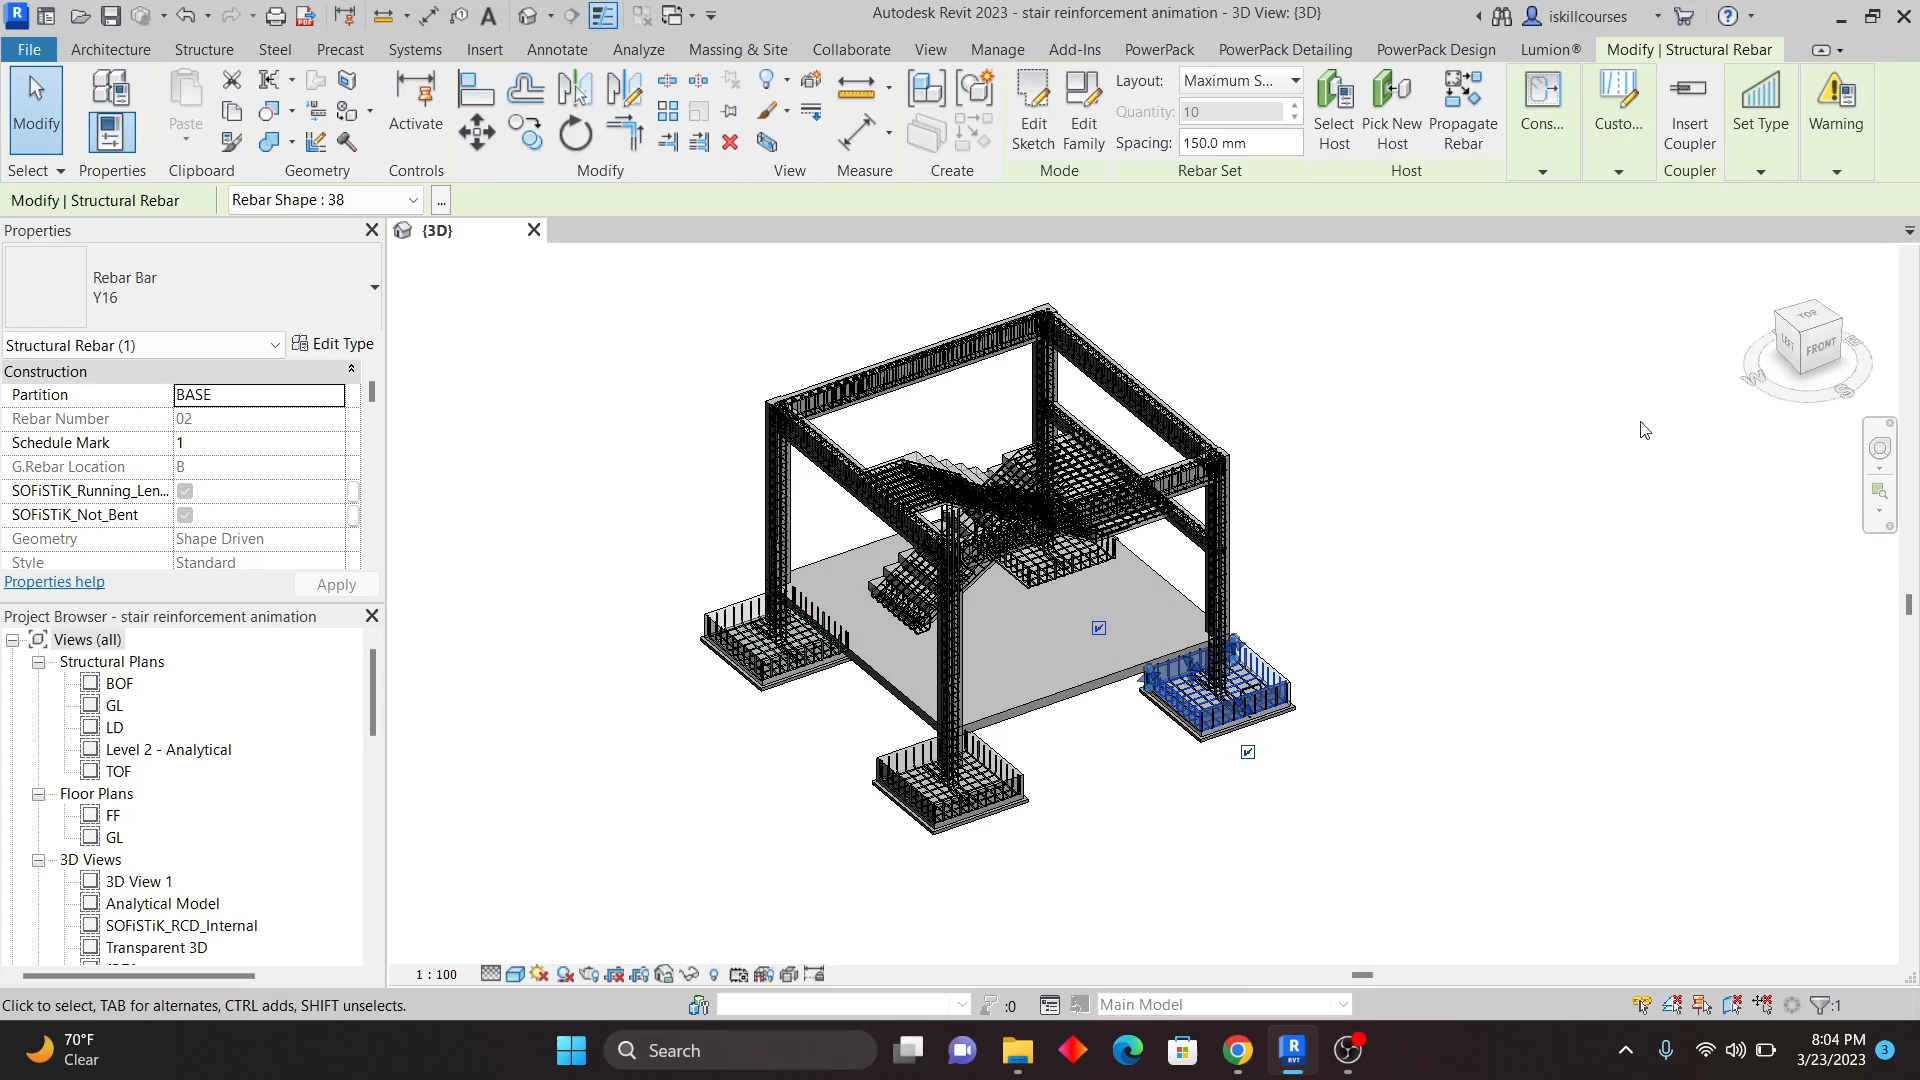 Autodesk Revit 2023 - stair reinforcement animation - 3D View: {3D}
iskillcourses
File Architecture Structure Steel Precast Systems Insert Annotate Analyze Massing & Site Collaborate View Manage Add-Ins PowerPack PowerPack Detailing PowerPack Design Lumion® Modify | Structural Rebar
Modify
Paste
Activate
Edit Sketch
Edit Family
Layout: Maximum S...
Quantity: 10
Spacing: 150.0 mm
Select Host
Pick New Host
Propagate Rebar
Cons...
Custo...
Insert Coupler
Set Type
Warning
Select Properties Clipboard Geometry Controls Modify View Measure Create Mode Rebar Set Host Coupler
Modify | Structural Rebar
Rebar Shape : 38
...
Properties
{3D}
Rebar Bar
Y16
Structural Rebar (1)
Edit Type
Construction
Partition BASE
Rebar Number 02
Schedule Mark 1
G.Rebar Location B
SOFiSTiK_Running_Len...
SOFiSTiK_Not_Bent
Geometry Shape Driven
Style Standard
Properties help
Apply
Project Browser - stair reinforcement animation
Views (all)
Structural Plans
BOF
GL
LD
Level 2 - Analytical
TOF
Floor Plans
FF
GL
3D Views
3D View 1
Analytical Model
SOFiSTiK_RCD_Internal
Transparent 3D
TOP
LEFT
FRONT
W
S
1 : 100
Click to select, TAB for alternates, CTRL adds, SHIFT unselects.
:0
Main Model
:1
70°F
Clear
Search
R
RVT
8:04 PM
3/23/2023
3